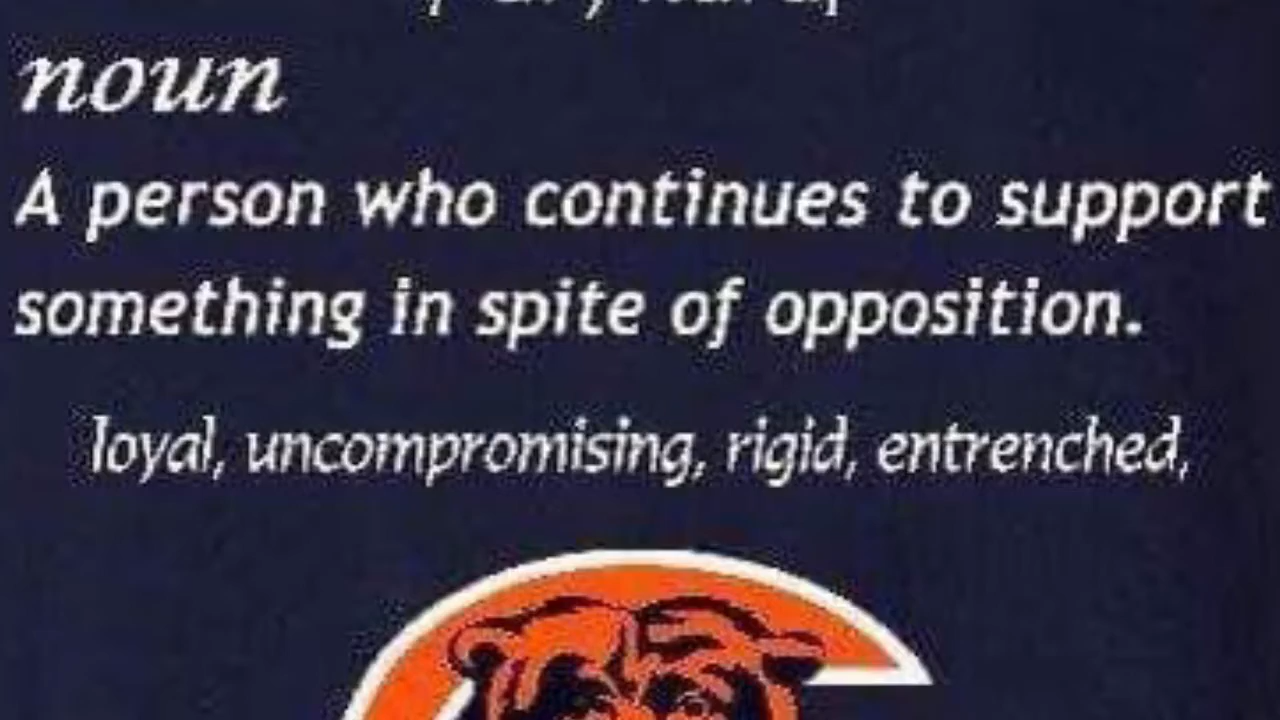 noun
A person who continues to support
something in spite of opposition.
loyal, uncompromising, rigid, entrenched,